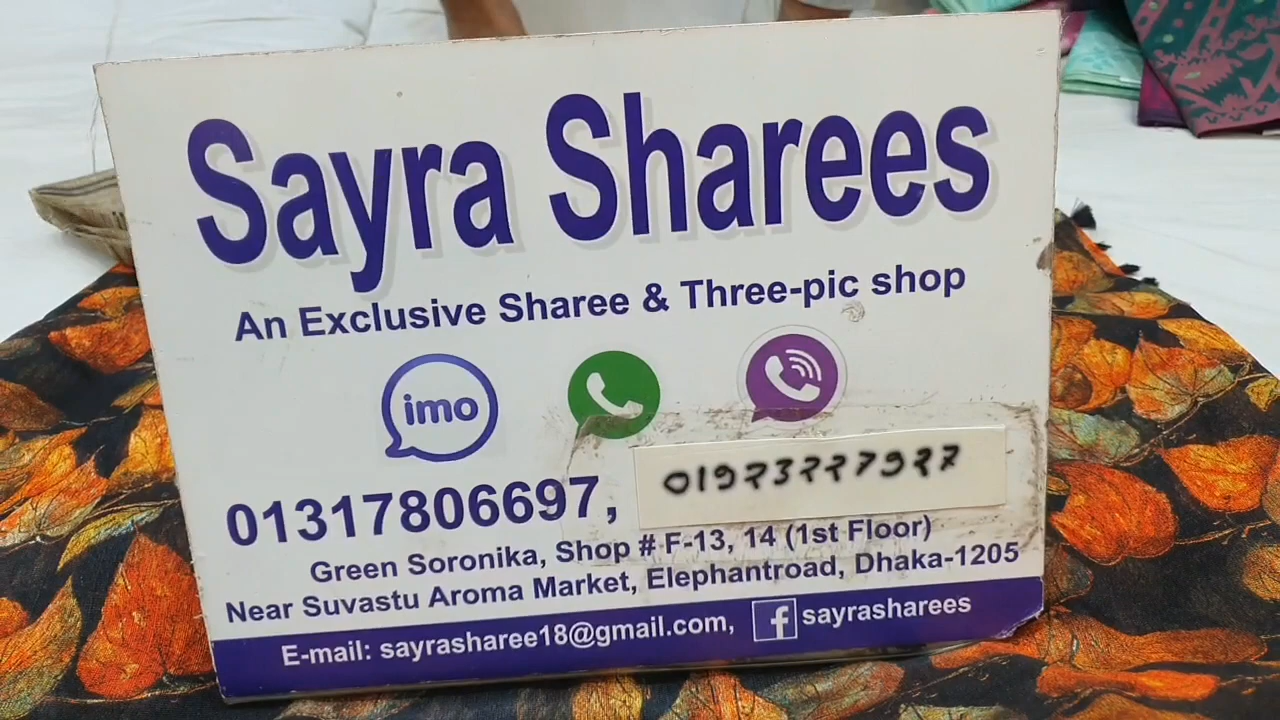 Sayra Sharees
An Exclusive Sharee & Three-pic shop
imo
01317806697, 01923227927
Green Soronika, Shop # F-13, 14 (1st Floor)
Near Suvastu Aroma Market, Elephantroad, Dhaka-1205
E-mail: sayrasharee18@gmail.com, f sayrasharees